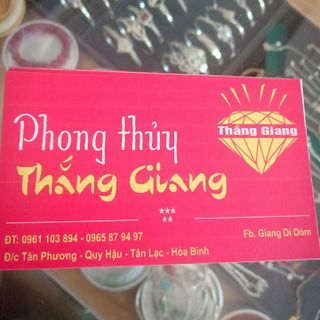 Phong thủy
Thắng Giang
Thắng Giang
***
**
ĐT: 0961 103 894 - 0965 87 94 97
Fb. Giang Dí Dỏm
Đ/c Tân Phương - Quy Hậu - Tân Lạc - Hòa Bình